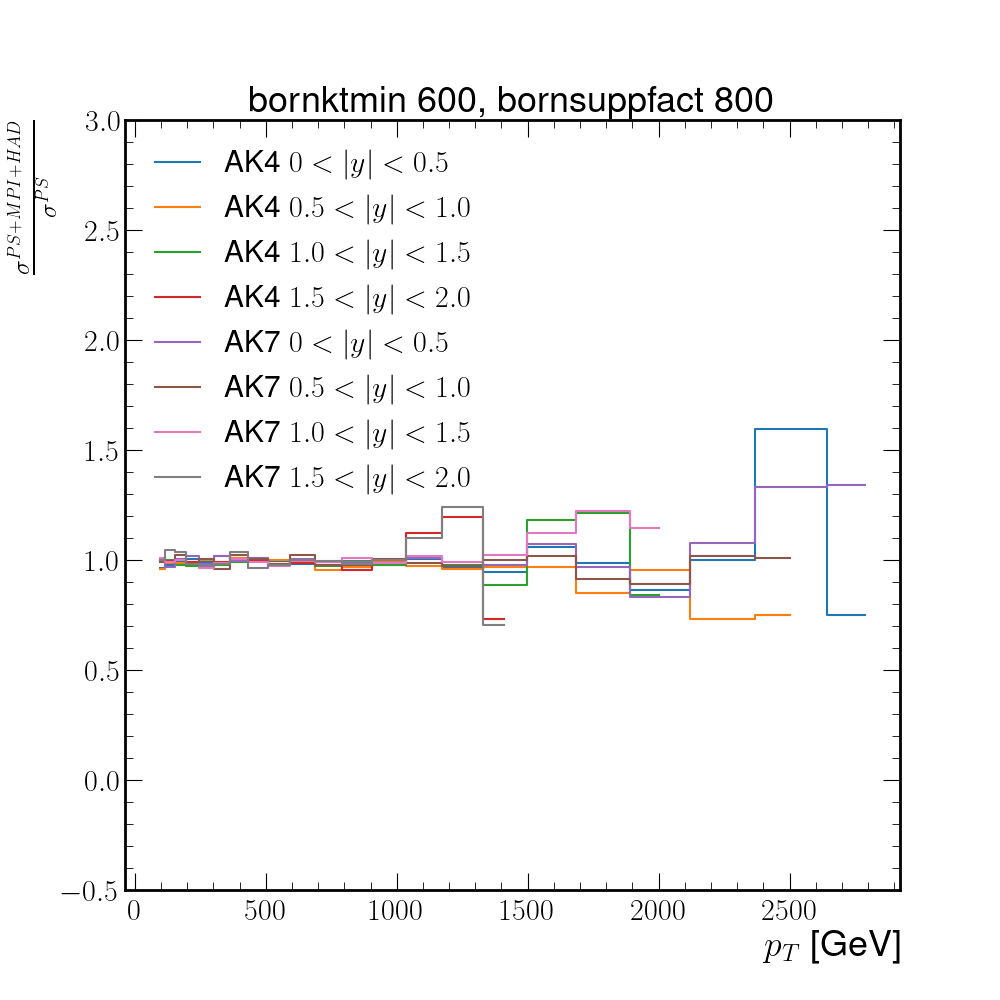 bornktmin 600, bornsuppfact 800
σ^{PS+MPI+HAD}
σ^{PS}
3.0
2.5
2.0
1.5
1.0
0.5
0.0
−0.5
AK4 0 < |y| < 0.5
AK4 0.5 < |y| < 1.0
AK4 1.0 < |y| < 1.5
AK4 1.5 < |y| < 2.0
AK7 0 < |y| < 0.5
AK7 0.5 < |y| < 1.0
AK7 1.0 < |y| < 1.5
AK7 1.5 < |y| < 2.0
0 500 1000 1500 2000 2500
p_T [GeV]